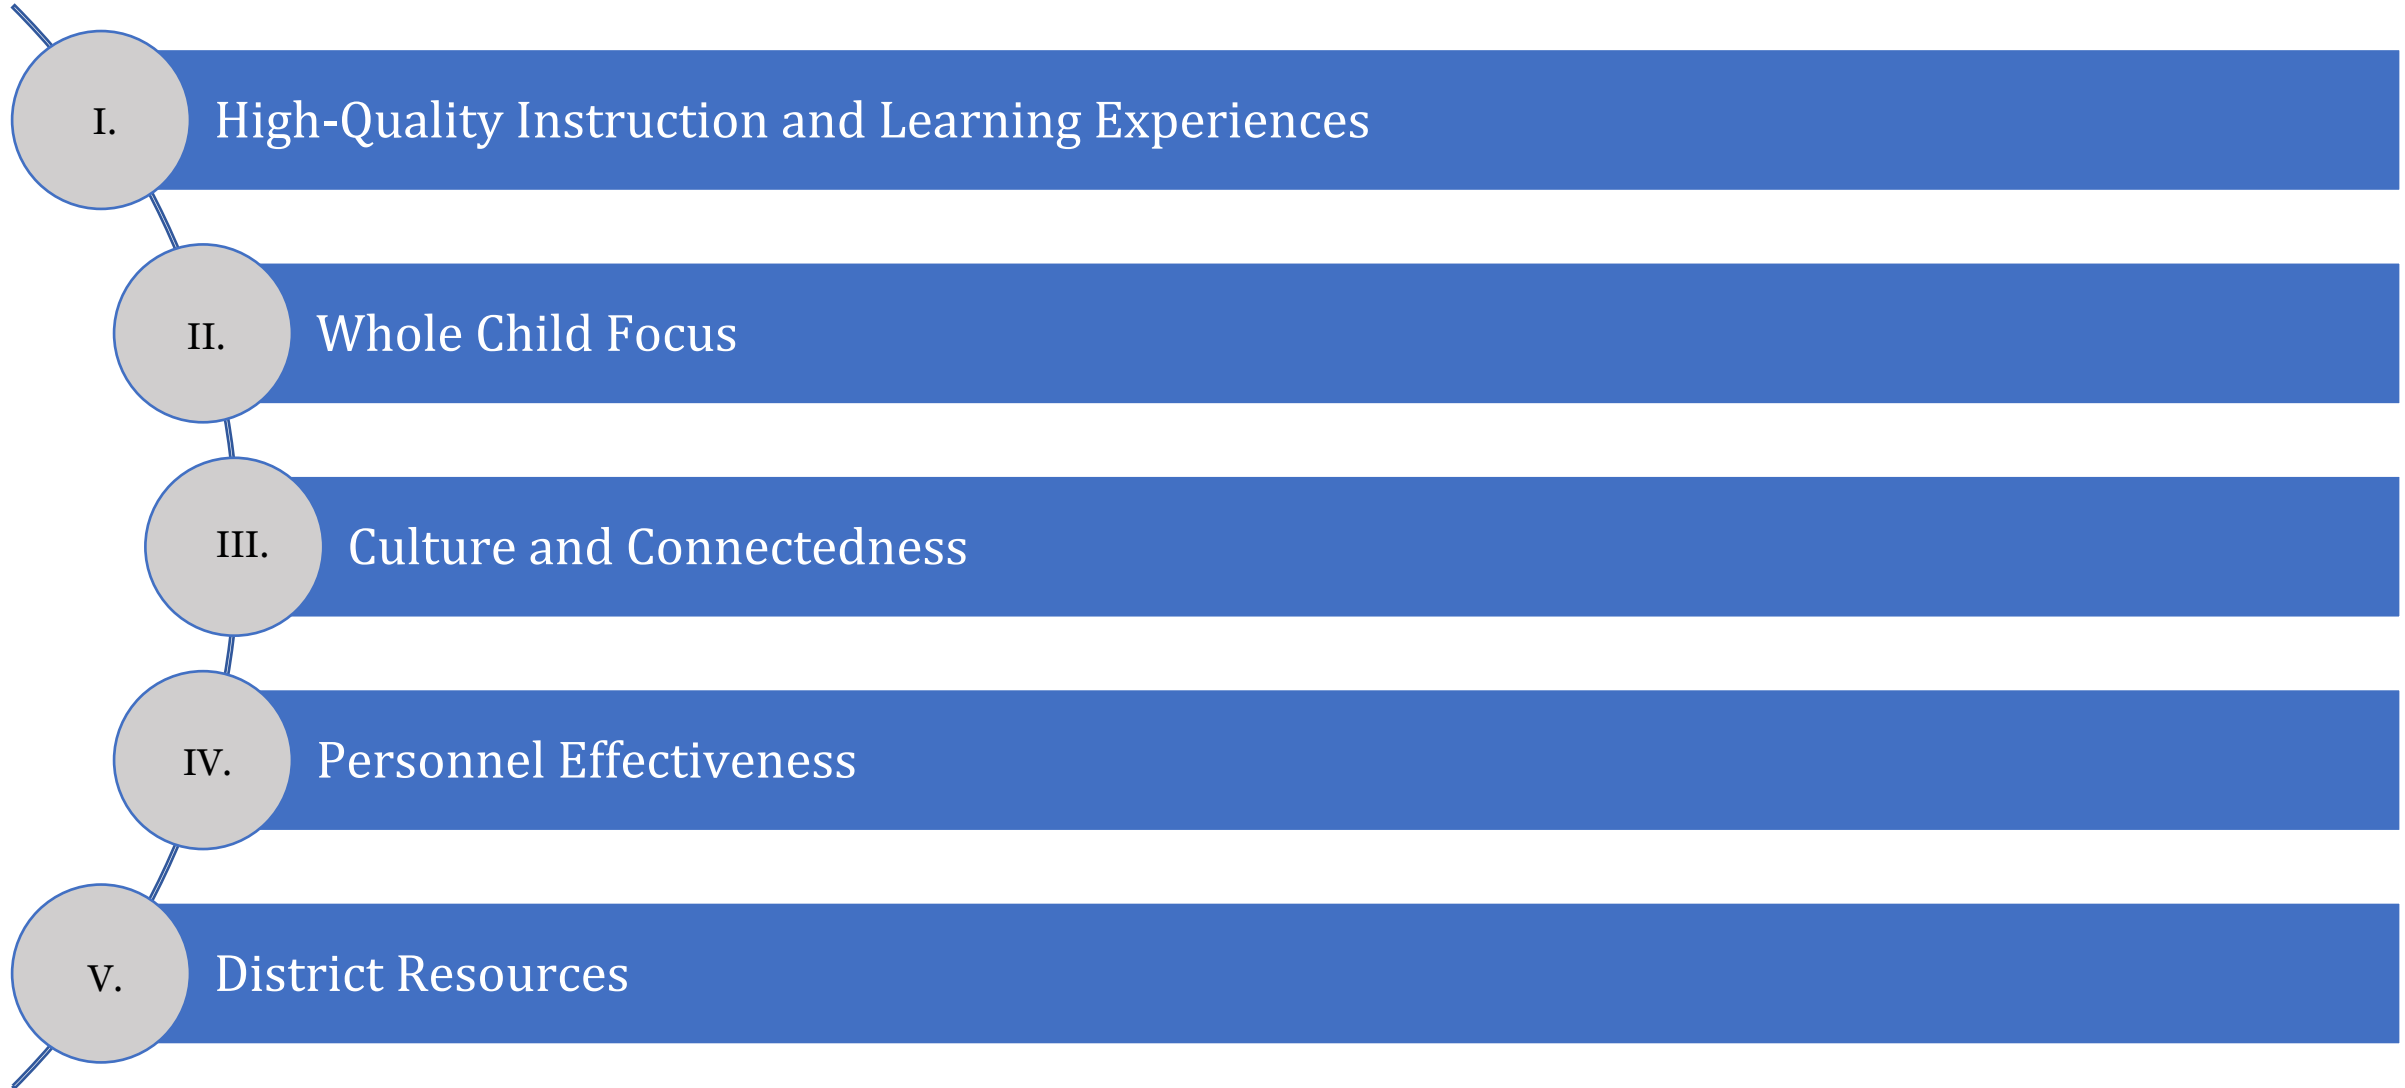 I.
High-Quality Instruction and Learning Experiences
II.
Whole Child Focus
III.
Culture and Connectedness
IV.
Personnel Effectiveness
V.
District Resources